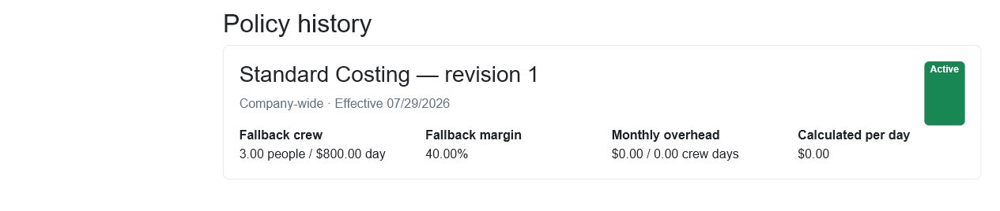 Policy history
Standard Costing — revision 1
Active
Company-wide · Effective 07/29/2026
Fallback crew
3.00 people / $800.00 day
Fallback margin
40.00%
Monthly overhead
$0.00 / 0.00 crew days
Calculated per day
$0.00